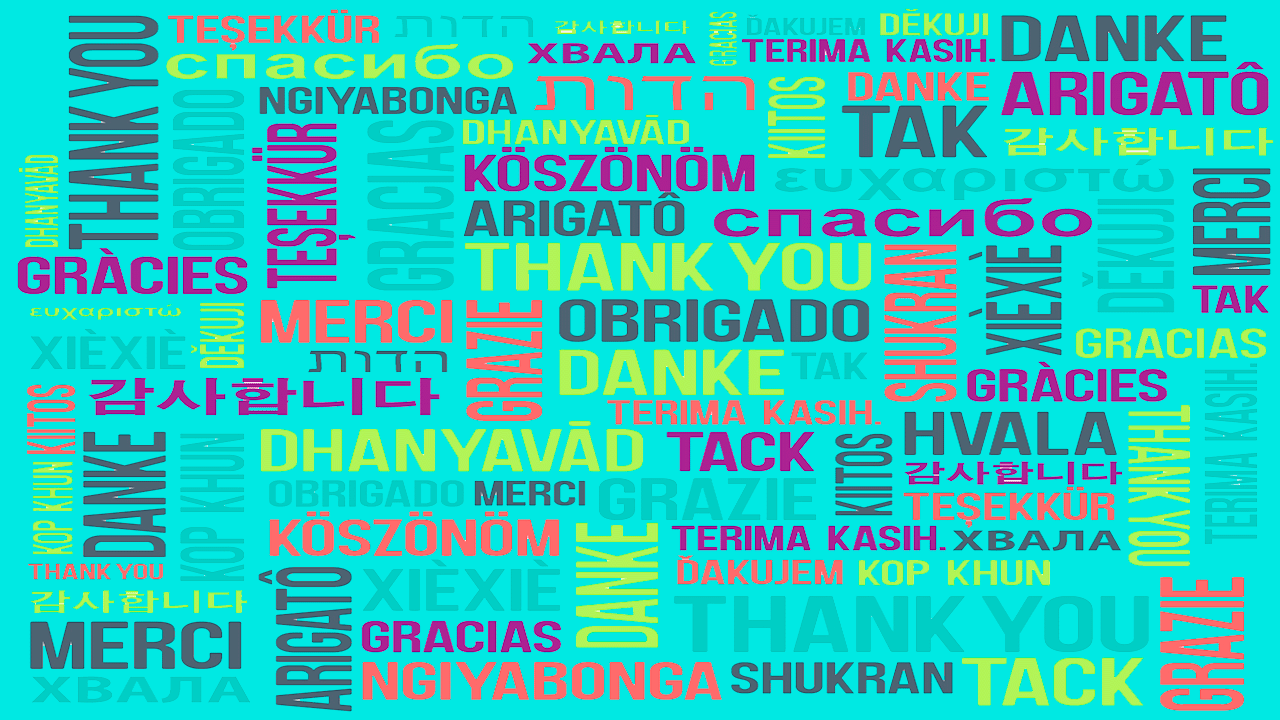 THANK YOU
TEŞEKKÜR
הדות
감사합니다
GRACIAS
ĎAKUJEM
DĚKUJI
DANKE
спасибо
ХВАЛА
TERIMA KASIH.
OBRIGADO
NGIYABONGA
הדות
KIITOS
DANKE
ARIGATÔ
TAK
감사합니다
DHANYAVĀD
TEŞEKKÜR
GRACIAS
DHANYAVĀD
KÖSZÖNÖM
ευχαριστώ
DĚKUJI
MERCI
ARIGATÔ
спасибо
GRÀCIES
THANK YOU
SHUKRAN
XIÈXIÈ
TAK
ευχαριστώ
DĚKUJI
MERCI
GRAZIE
OBRIGADO
GRACIAS
XIÈXIÈ
הדות
DANKE
TAK
GRÀCIES
TERIMA KASIH.
KIITOS
감사합니다
TERIMA KASIH.
HVALA
THANK YOU
DANKE
KOP KHUN
DHANYAVĀD
TACK
KIITOS
감사합니다
KOP KHUN
OBRIGADO
MERCI
GRAZIE
TEŞEKKÜR
KÖSZÖNÖM
DANKE
TERIMA KASIH.
ХВАЛА
THANK YOU
ARIGATÔ
XIÈXIÈ
ĎAKUJEM
KOP KHUN
GRAZIE
감사합니다
THANK YOU
MERCI
GRACIAS
ХВАЛА
NGIYABONGA
SHUKRAN
TACK